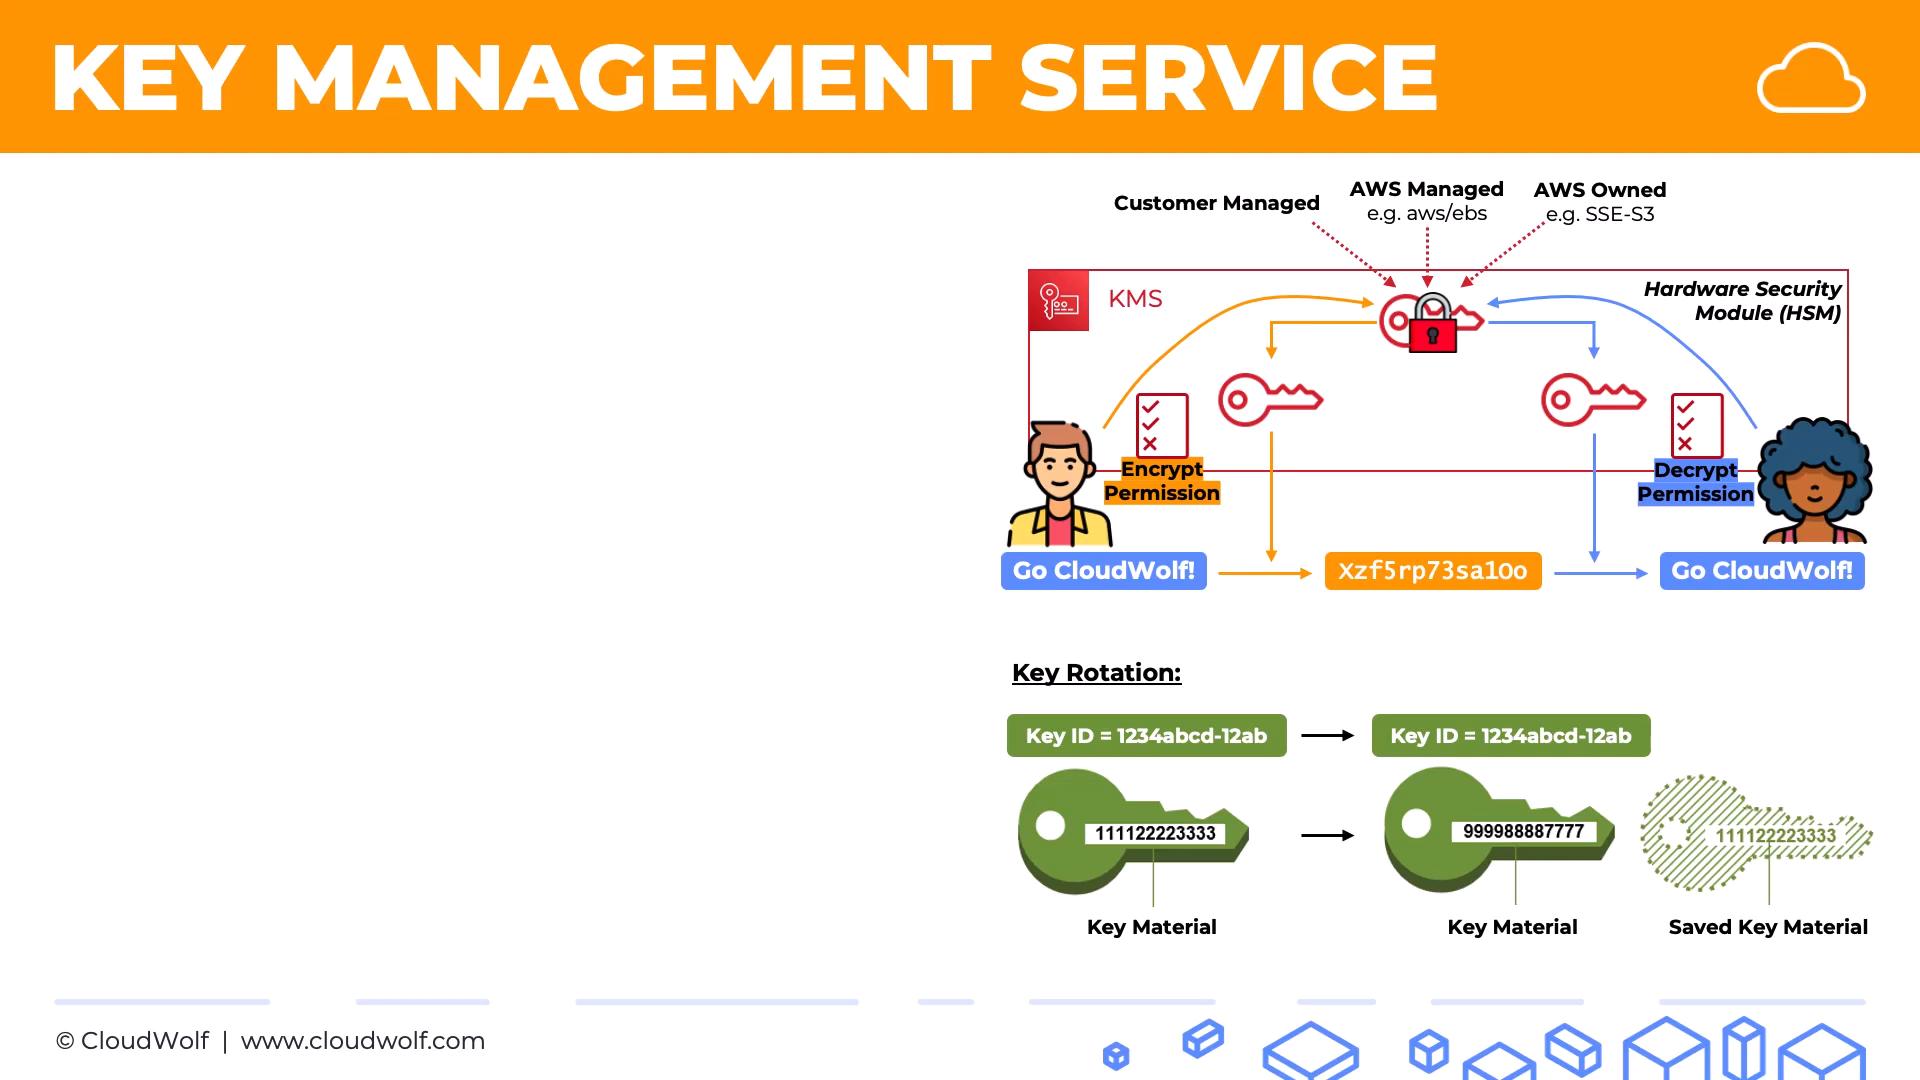 KEY MANAGEMENT SERVICE
Customer Managed
AWS Managed
e.g. aws/ebs
AWS Owned
e.g. SSE-S3
KMS
Hardware Security
Module (HSM)
Encrypt
Permission
Decrypt
Permission
Go CloudWolf!
Xzf5rp73sa1Oo
Go CloudWolf!
Key Rotation:
Key ID = 1234abcd-12ab
Key ID = 1234abcd-12ab
111122223333
999988887777
111122223333
Key Material
Key Material
Saved Key Material
© CloudWolf | www.cloudwolf.com